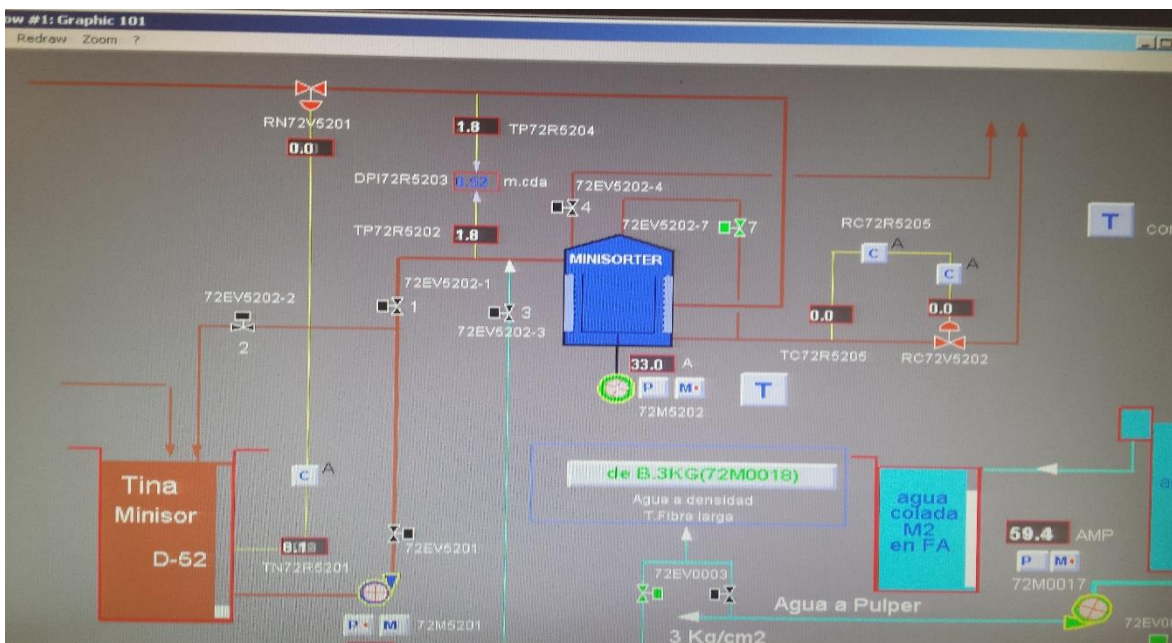 ow #1: Graphic 101
Redraw Zoom ?
RN72V5201
0.0
1.8
TP72R5204
DPI72R5203
m.cda
72EV5202-4
4
TP72R5202
1.8
72EV5202-7
7
RC72R5205
C
A
C
A
T
CON
MINISORTER
72EV5202-1
1
72EV5202-2
2
3
72EV5202-3
0.0
0.0
TC72R5205
RC72V5202
33.0
A
P
M
72M5202
T
Tina
Minisor
D-52
C
A
TN72R5201
72EV5201
P
M
72M5201
de B.3KG(72M0018)
Agua a densidad
T.Fibra larga
agua
colada
M2
en FA
59.4
AMP
P
M
72M0017
72EV0003
Agua a Pulper
3 Kg/cm2